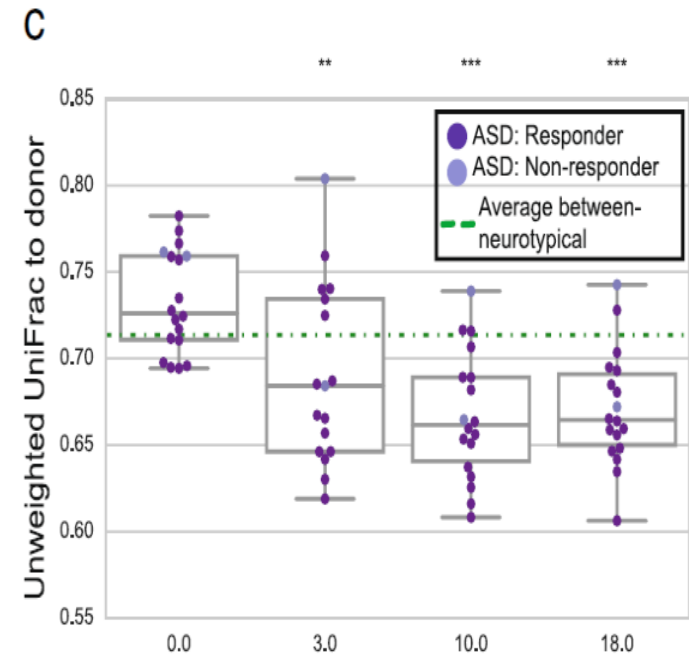 C
** *** ***
Unweighted UniFrac to donor
0.85
0.80
0.75
0.70
0.65
0.60
0.55
ASD: Responder
ASD: Non-responder
Average between-
neurotypical
0.0 3.0 10.0 18.0